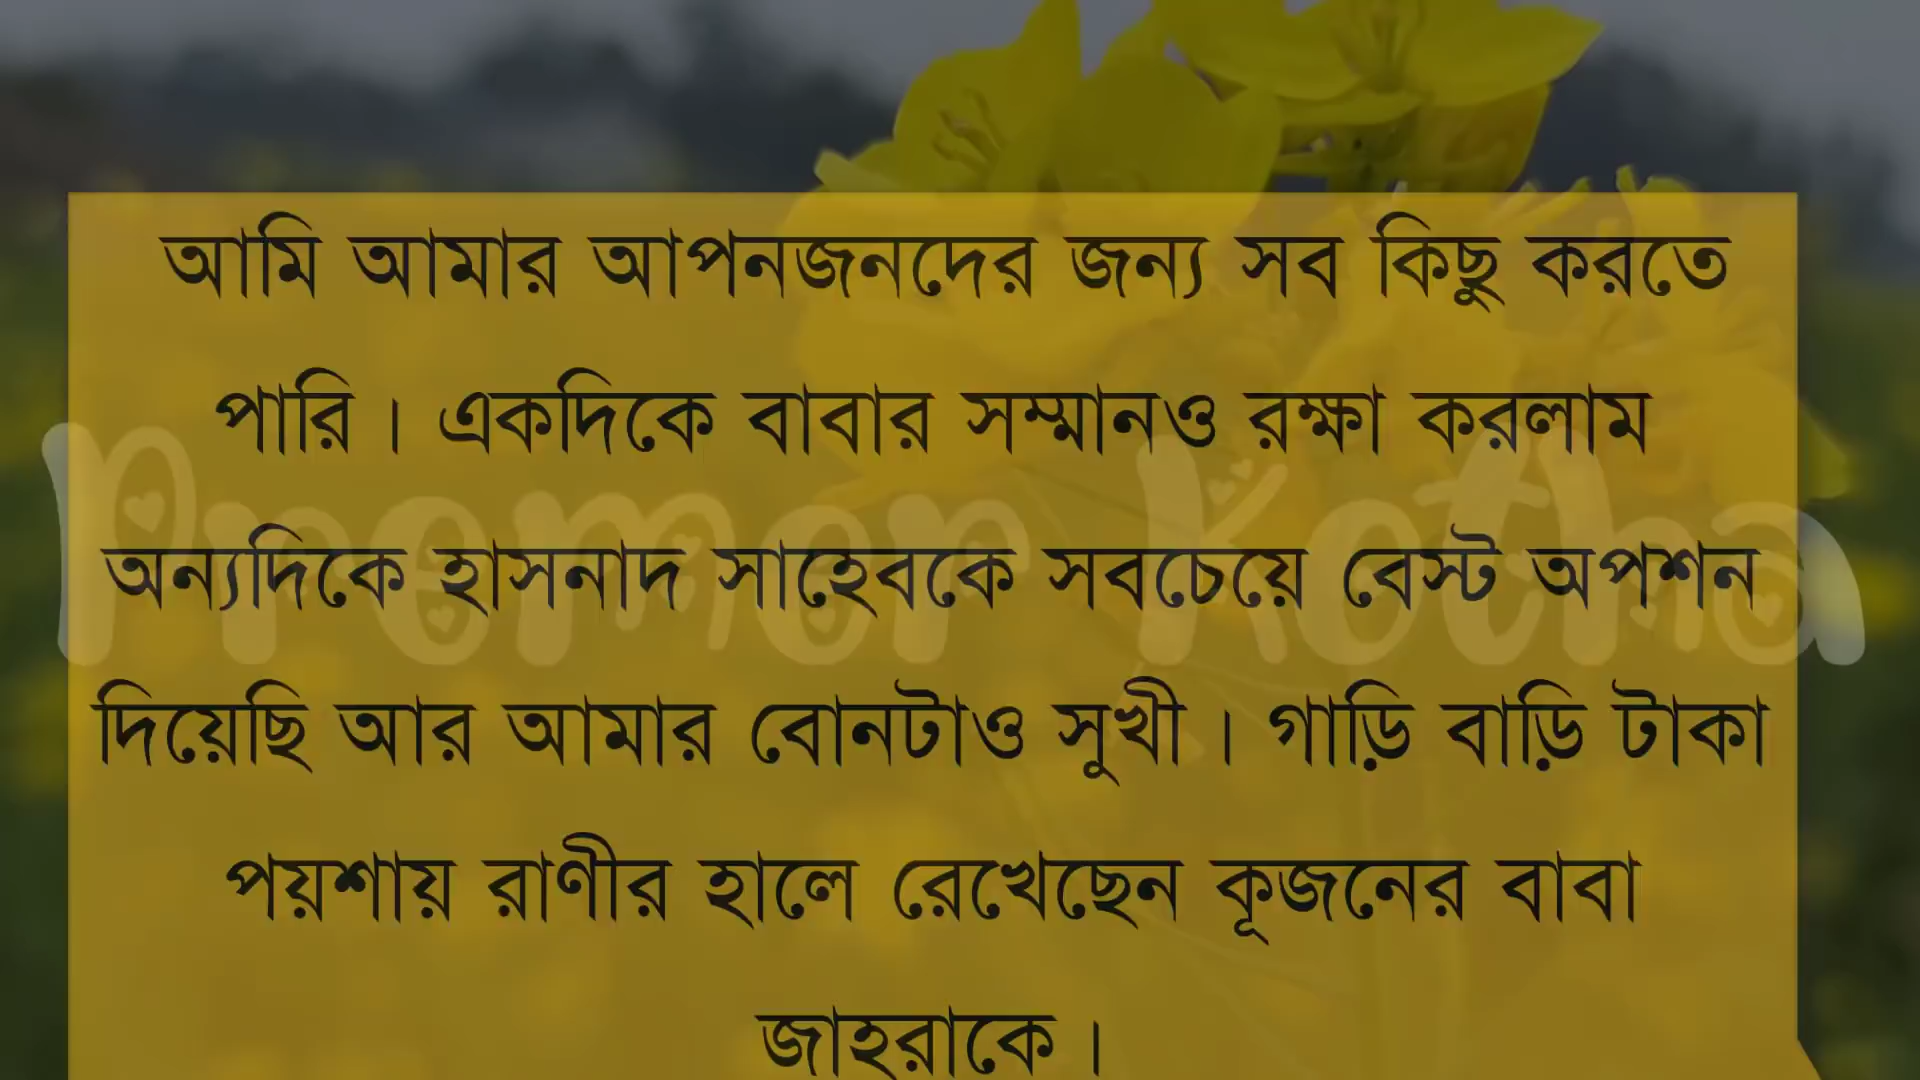 আমি আমার আপনজনদের জন্য সব কিছু করতে
পারি। একদিকে বাবার সম্মানও রক্ষা করলাম
অন্যদিকে হাসনাদ সাহেবকে সবচেয়ে বেস্ট অপশন
দিয়েছি আর আমার বোনটাও সুখী। গাড়ি বাড়ি টাকা
পয়শায় রাণীর হালে রেখেছেন কূজনের বাবা
জাহরাকে।
Premer Kotha